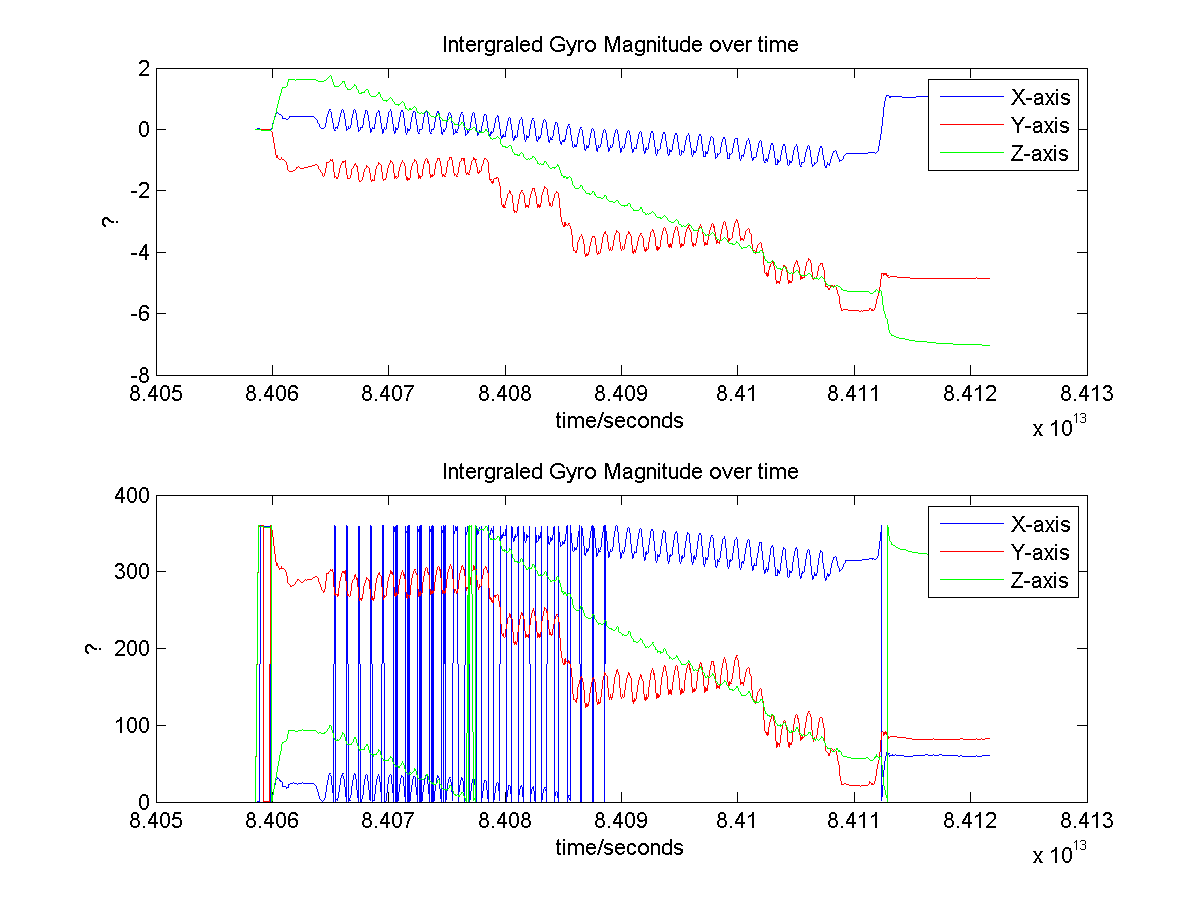 Intergraled Gyro Magnitude over time
2
0
-2
-4
-6
-8
?
X-axis
Y-axis
Z-axis
8.405 8.406 8.407 8.408 8.409 8.41 8.411 8.412 8.413
time/seconds
x 10^13
Intergraled Gyro Magnitude over time
400
300
200
100
0
?
X-axis
Y-axis
Z-axis
8.405 8.406 8.407 8.408 8.409 8.41 8.411 8.412 8.413
time/seconds
x 10^13